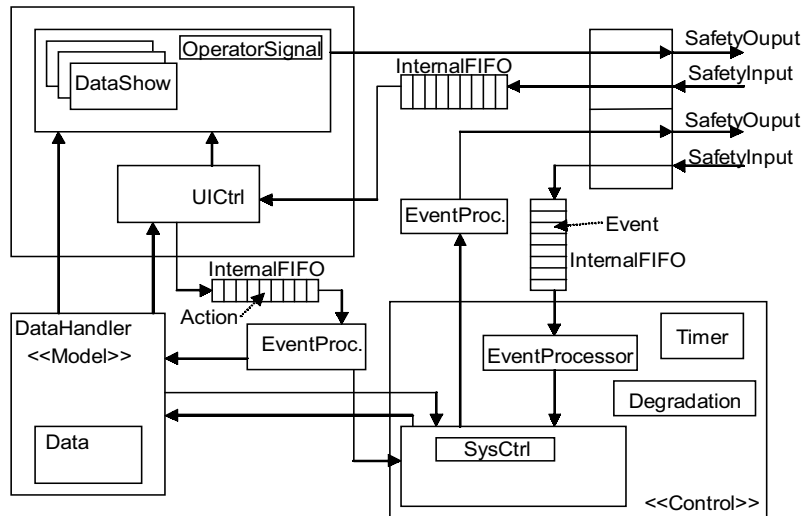 OperatorSignal
DataShow
InternalFIFO
SafetyOuput
SafetyInput
SafetyOuput
SafetyInput
UICtrl
EventProc.
Event
InternalFIFO
InternalFIFO
Action
DataHandler
<<Model>>
EventProc.
EventProcessor
Timer
Degradation
Data
SysCtrl
<<Control>>